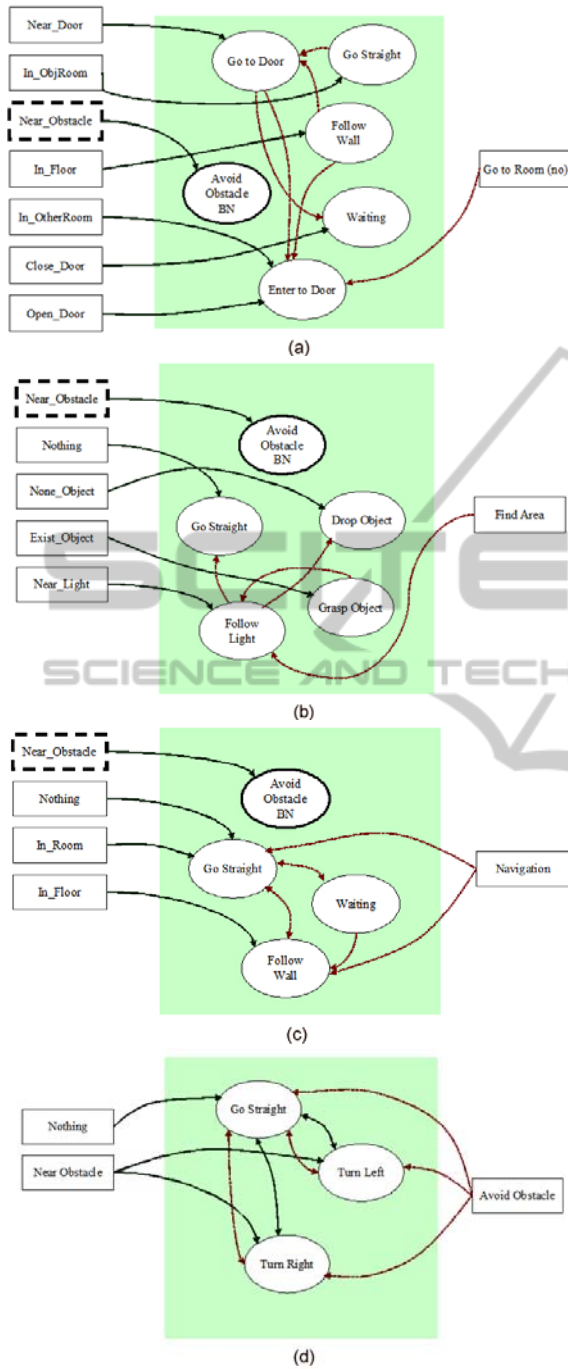 Near_Door
In_ObjRoom
Near_Obstacle
In_Floor
In_OtherRoom
Close_Door
Open_Door
Go to Door
Go Straight
Follow
Wall
Avoid
Obstacle
BN
Waiting
Enter to Door
Go to Room (no)
(a)
Near_Obstacle
Nothing
None_Object
Exist_Object
Near_Light
Avoid
Obstacle
BN
Go Straight
Drop Object
Grasp Object
Follow
Light
Find Area
SCITE
SCIENCE AND TECH
(b)
Near_Obstacle
Nothing
In_Room
In_Floor
Avoid
Obstacle
BN
Go Straight
Waiting
Follow
Wall
Navigation
(c)
Nothing
Near Obstacle
Go Straight
Turn Left
Turn Right
Avoid Obstacle
(d)